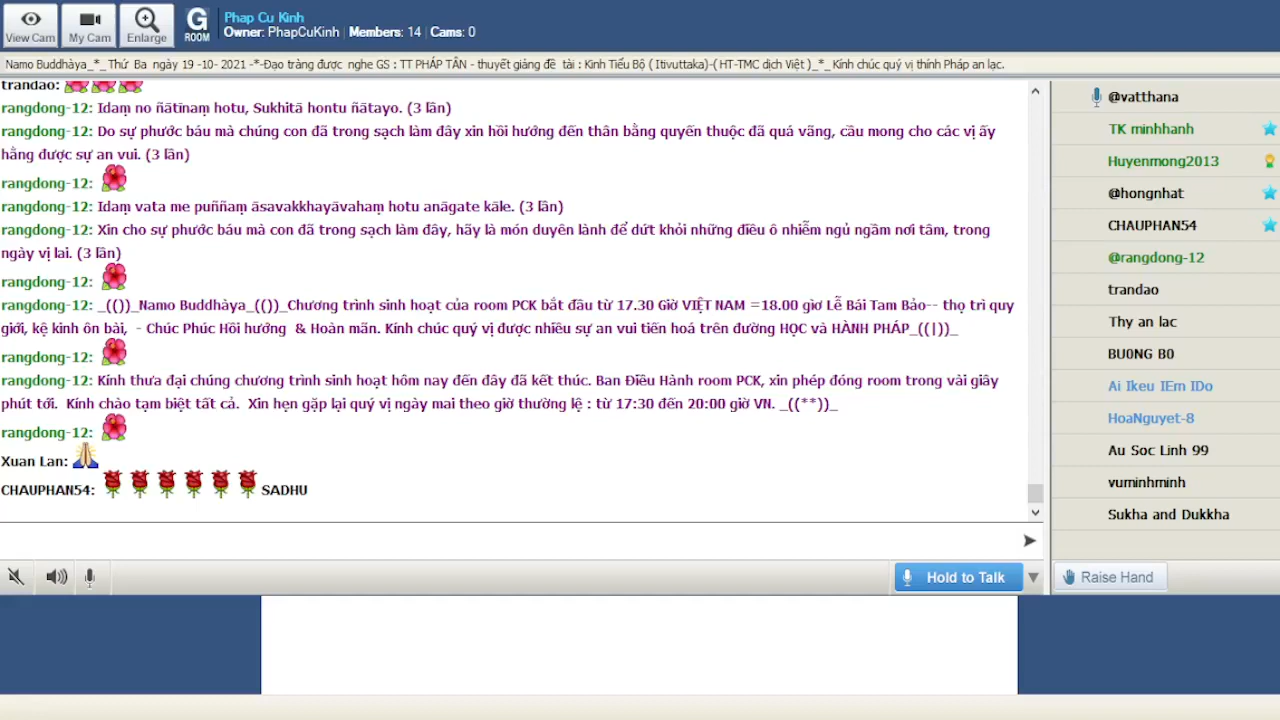 View Cam
My Cam
Enlarge
G
ROOM
Phap Cu Kinh
Owner: PhapCuKinh | Members: 14 | Cams: 0
Namo Buddhàya_*_Thứ Ba ngày 19 -10- 2021 -*-Đạo tràng được nghe GS : TT PHÁP TÂN - thuyết giảng đề tài : Kinh Tiểu Bộ ( Itivuttaka)-( HT-TMC dịch Việt )_*_Kính chúc quý vị thính Pháp an lạc.
trandao:
rangdong-12: Idaṃ no ñātīnaṃ hotu, Sukhitā hontu ñātayo. (3 lần)
rangdong-12: Do sự phước báu mà chúng con đã trong sạch làm đây xin hồi hướng đến thân bằng quyến thuộc đã quá vãng, cầu mong cho các vị ấy
hằng được sự an vui. (3 lần)
rangdong-12:
rangdong-12: Idaṃ vata me puññaṃ āsavakkhayāvahaṃ hotu anāgate kāle. (3 lần)
rangdong-12: Xin cho sự phước báu mà con đã trong sạch làm đây, hãy là món duyên lành để dứt khỏi những điều ô nhiễm ngủ ngầm nơi tâm, trong
ngày vị lai. (3 lần)
rangdong-12:
rangdong-12: _(())_Namo Buddhàya_(())_Chương trình sinh hoạt của room PCK bắt đầu từ 17.30 Giờ VIỆT NAM =18.00 giờ Lễ Bái Tam Bảo-- thọ trì quy
giới, kệ kinh ôn bài, - Chúc Phúc Hồi hướng & Hoàn mãn. Kính chúc quý vị được nhiều sự an vui tiến hoá trên đường HỌC và HÀNH PHÁP_((|))_
rangdong-12:
rangdong-12: Kính thưa đại chúng chương trình sinh hoạt hôm nay đến đây đã kết thúc. Ban Điều Hành room PCK, xin phép đóng room trong vài giây
phút tới. Kính chào tạm biệt tất cả. Xin hẹn gặp lại quý vị ngày mai theo giờ thường lệ : từ 17:30 đến 20:00 giờ VN. _((**))_
rangdong-12:
Xuan Lan:
CHAUPHAN54: SADHU
@vatthana
TK minhhanh
Huyenmong2013
@hongnhat
CHAUPHAN54
@rangdong-12
trandao
Thy an lac
BU0NG B0
Ai Ikeu IEm IDo
HoaNguyet-8
Au Soc Linh 99
vuminhminh
Sukha and Dukkha
Hold to Talk
Raise Hand